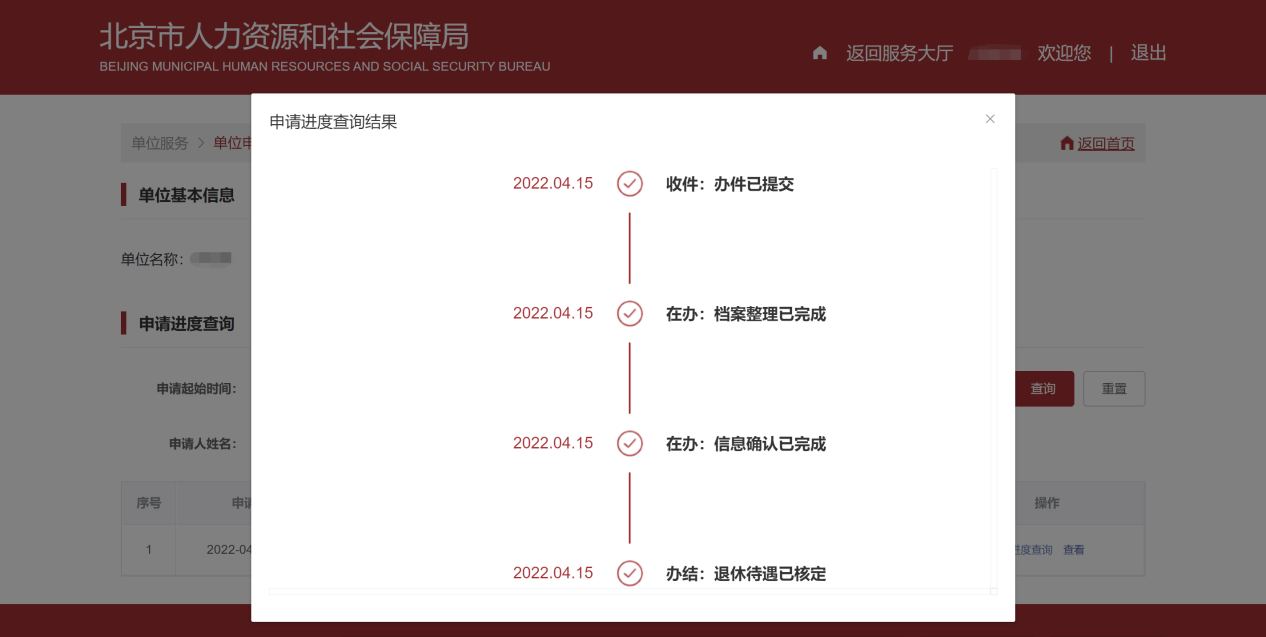 北京市人力资源和社会保障局
BEIJING MUNICIPAL HUMAN RESOURCES AND SOCIAL SECURITY BUREAU
返回服务大厅 欢迎您 | 退出
申请进度查询结果
单位服务 > 单位申
返回首页
2022.04.15 收件：办件已提交
单位基本信息
单位名称：
2022.04.15 在办：档案整理已完成
申请进度查询
申请起始时间：
查询 重置
2022.04.15 在办：信息确认已完成
申请人姓名：
序号 申请 操作
1 2022-04 进度查询 查看
2022.04.15 办结：退休待遇已核定